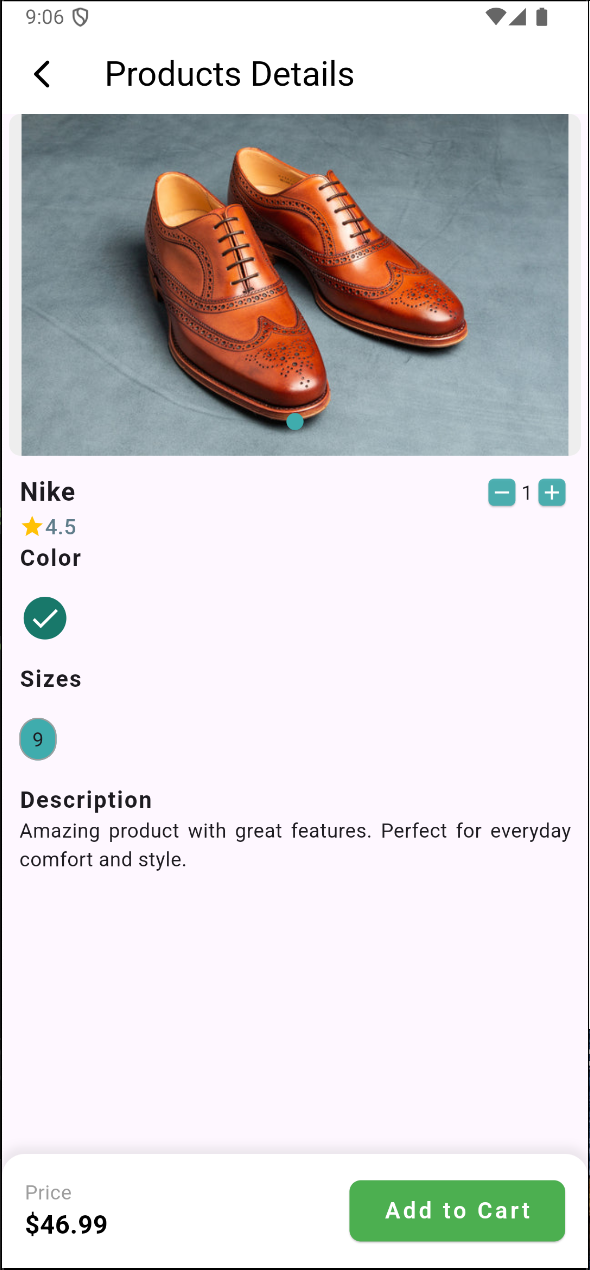 9:06
Products Details
Nike
1
4.5
Color
Sizes
9
Description
Amazing product with great features. Perfect for everyday
comfort and style.
Price
$46.99
Add to Cart